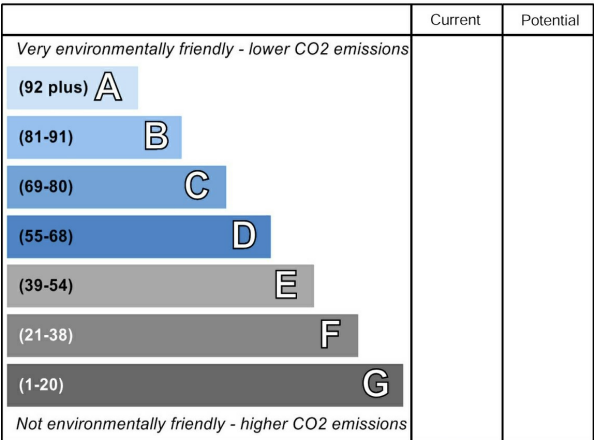 Current Potential
Very environmentally friendly - lower CO2 emissions
(92 plus) A
(81-91) B
(69-80) C
(55-68) D
(39-54) E
(21-38) F
(1-20) G
Not environmentally friendly - higher CO2 emissions